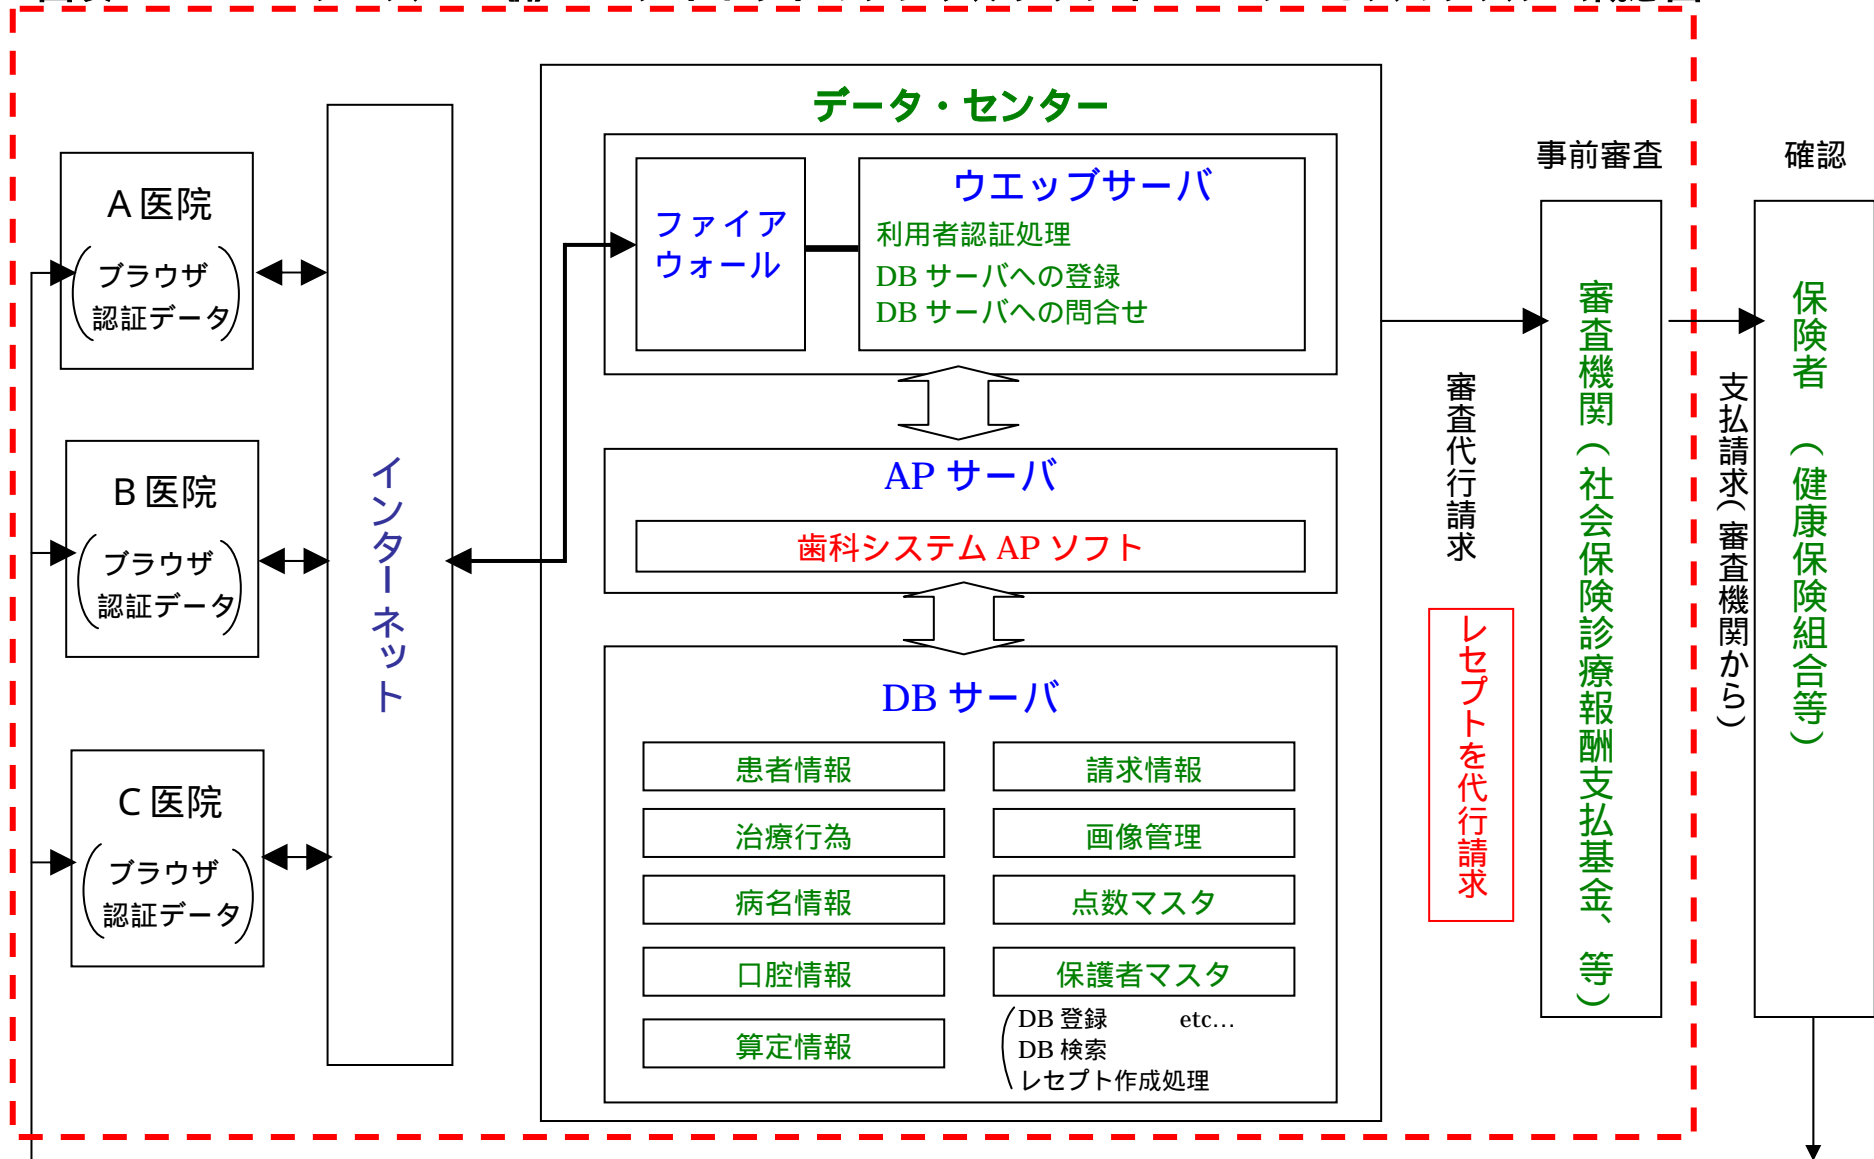 データ・センター
事前審査
確認
A 医院
ブラウザ
認証データ
B 医院
ブラウザ
認証データ
C 医院
ブラウザ
認証データ
インターネット
ファイア
ウォール
ウエッブサーバ
利用者認証処理
DB サーバへの登録
DB サーバへの問合せ
AP サーバ
歯科システム AP ソフト
DB サーバ
患者情報
治療行為
病名情報
口腔情報
算定情報
請求情報
画像管理
点数マスタ
保護者マスタ
DB 登録 etc…
DB 検索
レセプト作成処理
審査代行請求
レセプトを代行請求
審査機関(社会保険診療報酬支払基金、等)
支払請求(審査機関から)
保険者 (健康保険組合等)